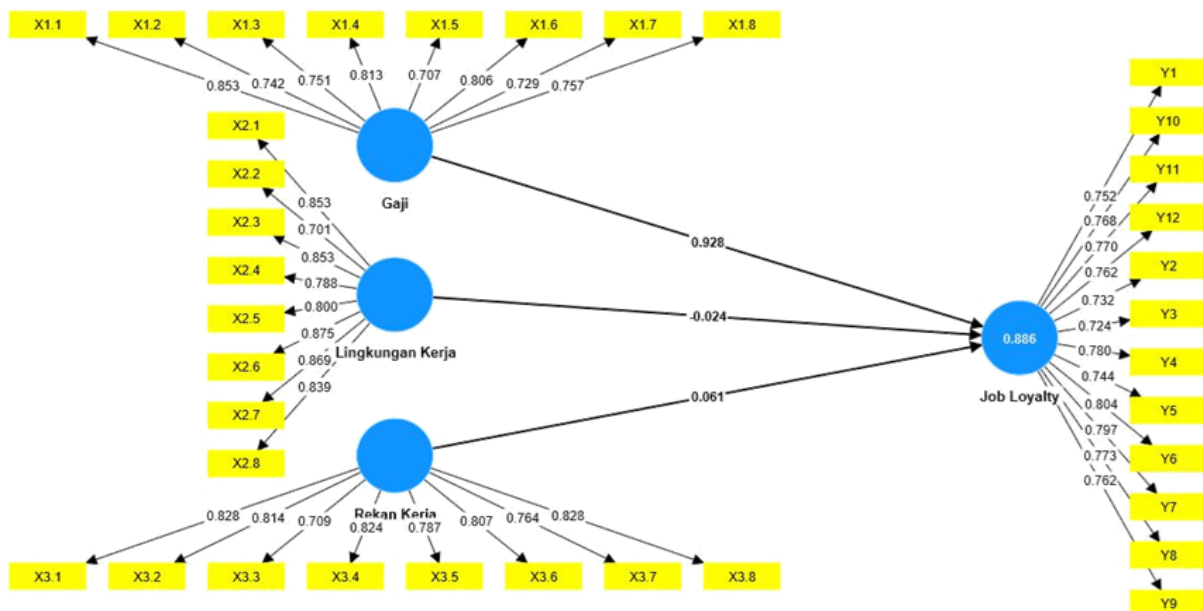 X1.1 X1.2 X1.3 X1.4 X1.5 X1.6 X1.7 X1.8
0.853 0.742 0.751 0.813 0.707 0.806 0.729 0.757
Gaji
X2.1
X2.2
X2.3
X2.4
X2.5
X2.6
X2.7
X2.8
0.853
0.701
0.853
0.788
0.800
0.875
0.869
0.839
Lingkungan Kerja
Rekan Kerja
0.828 0.814 0.709 0.824 0.787 0.807 0.764 0.828
X3.1 X3.2 X3.3 X3.4 X3.5 X3.6 X3.7 X3.8
0.928
-0.024
0.061
0.886
Job Loyalty
0.752
0.768
0.770
0.762
0.732
0.724
0.780
0.744
0.804
0.797
0.773
0.762
Y1
Y10
Y11
Y12
Y2
Y3
Y4
Y5
Y6
Y7
Y8
Y9